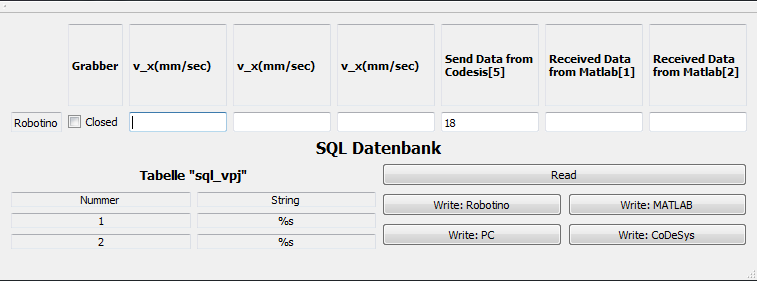 Grabber
v_x(mm/sec)
v_x(mm/sec)
v_x(mm/sec)
Send Data from
Codesis[5]
Received Data
from Matlab[1]
Received Data
from Matlab[2]
Robotino
Closed
18
SQL Datenbank
Tabelle "sql_vpj"
Read
Nummer
String
Write: Robotino
Write: MATLAB
1
%s
2
%s
Write: PC
Write: CoDeSys